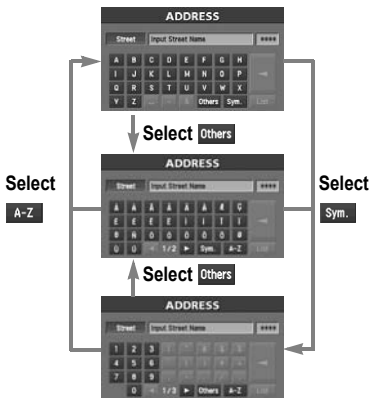 ADDRESS
Street Input Street Name ****
A B C D E F G H
I J K L M N O P
Q R S T U V W X
Y Z Others Sym. List
Select Others
Select
A-Z
Select
Sym.
ADDRESS
Street Input Street Name ****
1/2 Sym. A-Z List
Select Others
ADDRESS
Street Input Street Name ****
1 2 3
4 5 6
7 8 9
0 1/3 Others A-Z List